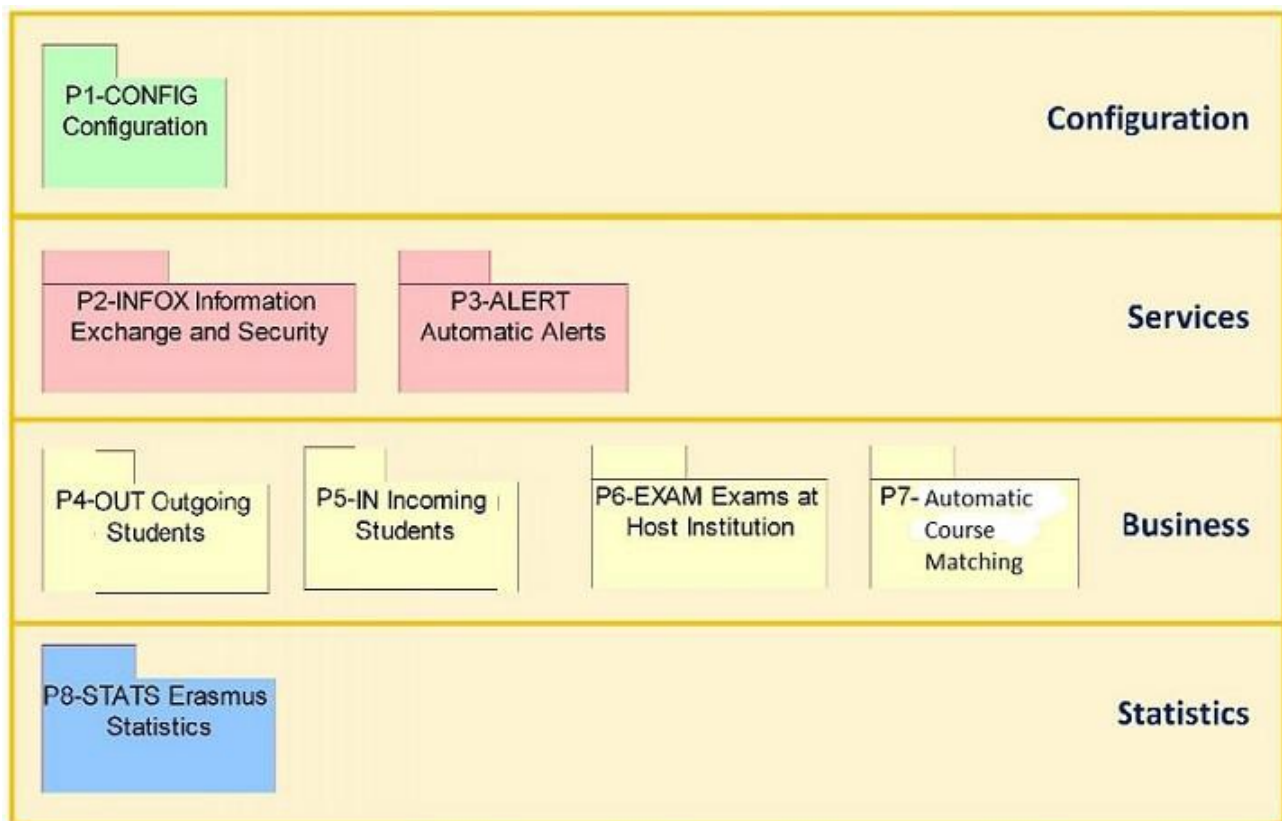 P1-CONFIG
Configuration
Configuration
P2-INFOX Information
Exchange and Security
P3-ALERT
Automatic Alerts
Services
P4-OUT Outgoing
Students
P5-IN Incoming
Students
P6-EXAM Exams at
Host Institution
P7- Automatic
Course
Matching
Business
P8-STATS Erasmus
Statistics
Statistics